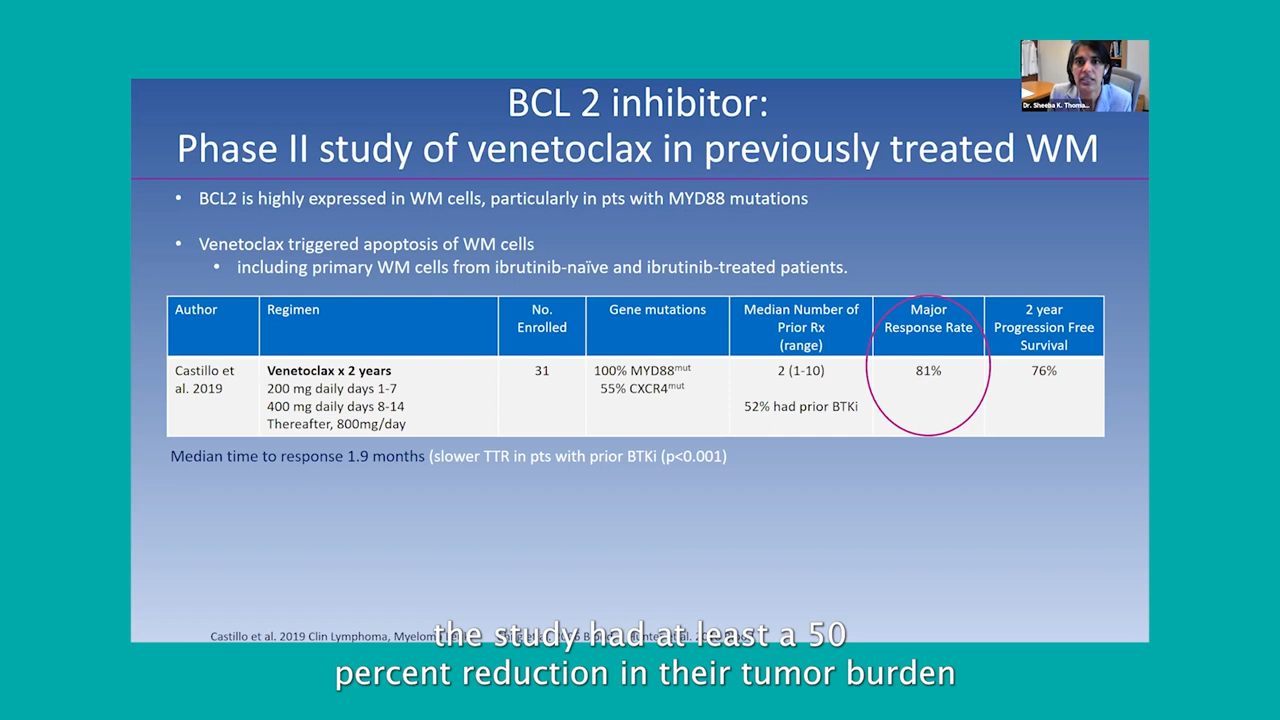 BCL 2 inhibitor:
Phase II study of venetoclax in previously treated WM
Dr. Sheeba K. Thoma...
• BCL2 is highly expressed in WM cells, particularly in pts with MYD88 mutations
• Venetoclax triggered apoptosis of WM cells
• including primary WM cells from ibrutinib-naïve and ibrutinib-treated patients.
Author
Regimen
No.
Enrolled
Gene mutations
Median Number of
Prior Rx
(range)
Major
Response Rate
2 year
Progression Free
Survival
Castillo et
al. 2019
Venetoclax x 2 years
200 mg daily days 1-7
400 mg daily days 8-14
Thereafter, 800mg/day
31
100% MYD88mut
55% CXCR4mut
2 (1-10)
52% had prior BTKi
81%
76%
Median time to response 1.9 months (slower TTR in pts with prior BTKi (p<0.001)
Castillo et al. 2019 Clin Lymphoma,
the study had at least a 50
percent reduction in their tumor burden